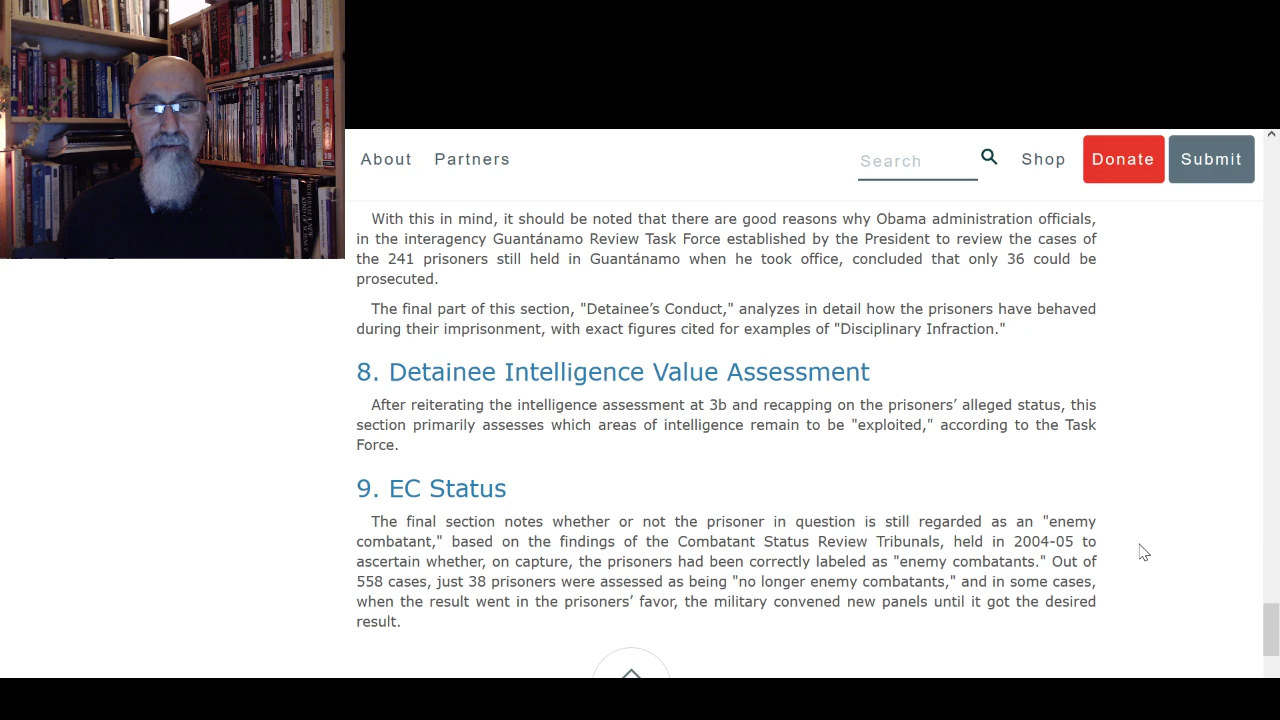 About Partners Search Shop Donate Submit
With this in mind, it should be noted that there are good reasons why Obama administration officials,
in the interagency Guantánamo Review Task Force established by the President to review the cases of
the 241 prisoners still held in Guantánamo when he took office, concluded that only 36 could be
prosecuted.
The final part of this section, "Detainee’s Conduct," analyzes in detail how the prisoners have behaved
during their imprisonment, with exact figures cited for examples of "Disciplinary Infraction."
8. Detainee Intelligence Value Assessment
After reiterating the intelligence assessment at 3b and recapping on the prisoners’ alleged status, this
section primarily assesses which areas of intelligence remain to be "exploited," according to the Task
Force.
9. EC Status
The final section notes whether or not the prisoner in question is still regarded as an "enemy
combatant," based on the findings of the Combatant Status Review Tribunals, held in 2004-05 to
ascertain whether, on capture, the prisoners had been correctly labeled as "enemy combatants." Out of
558 cases, just 38 prisoners were assessed as being "no longer enemy combatants," and in some cases,
when the result went in the prisoners’ favor, the military convened new panels until it got the desired
result.